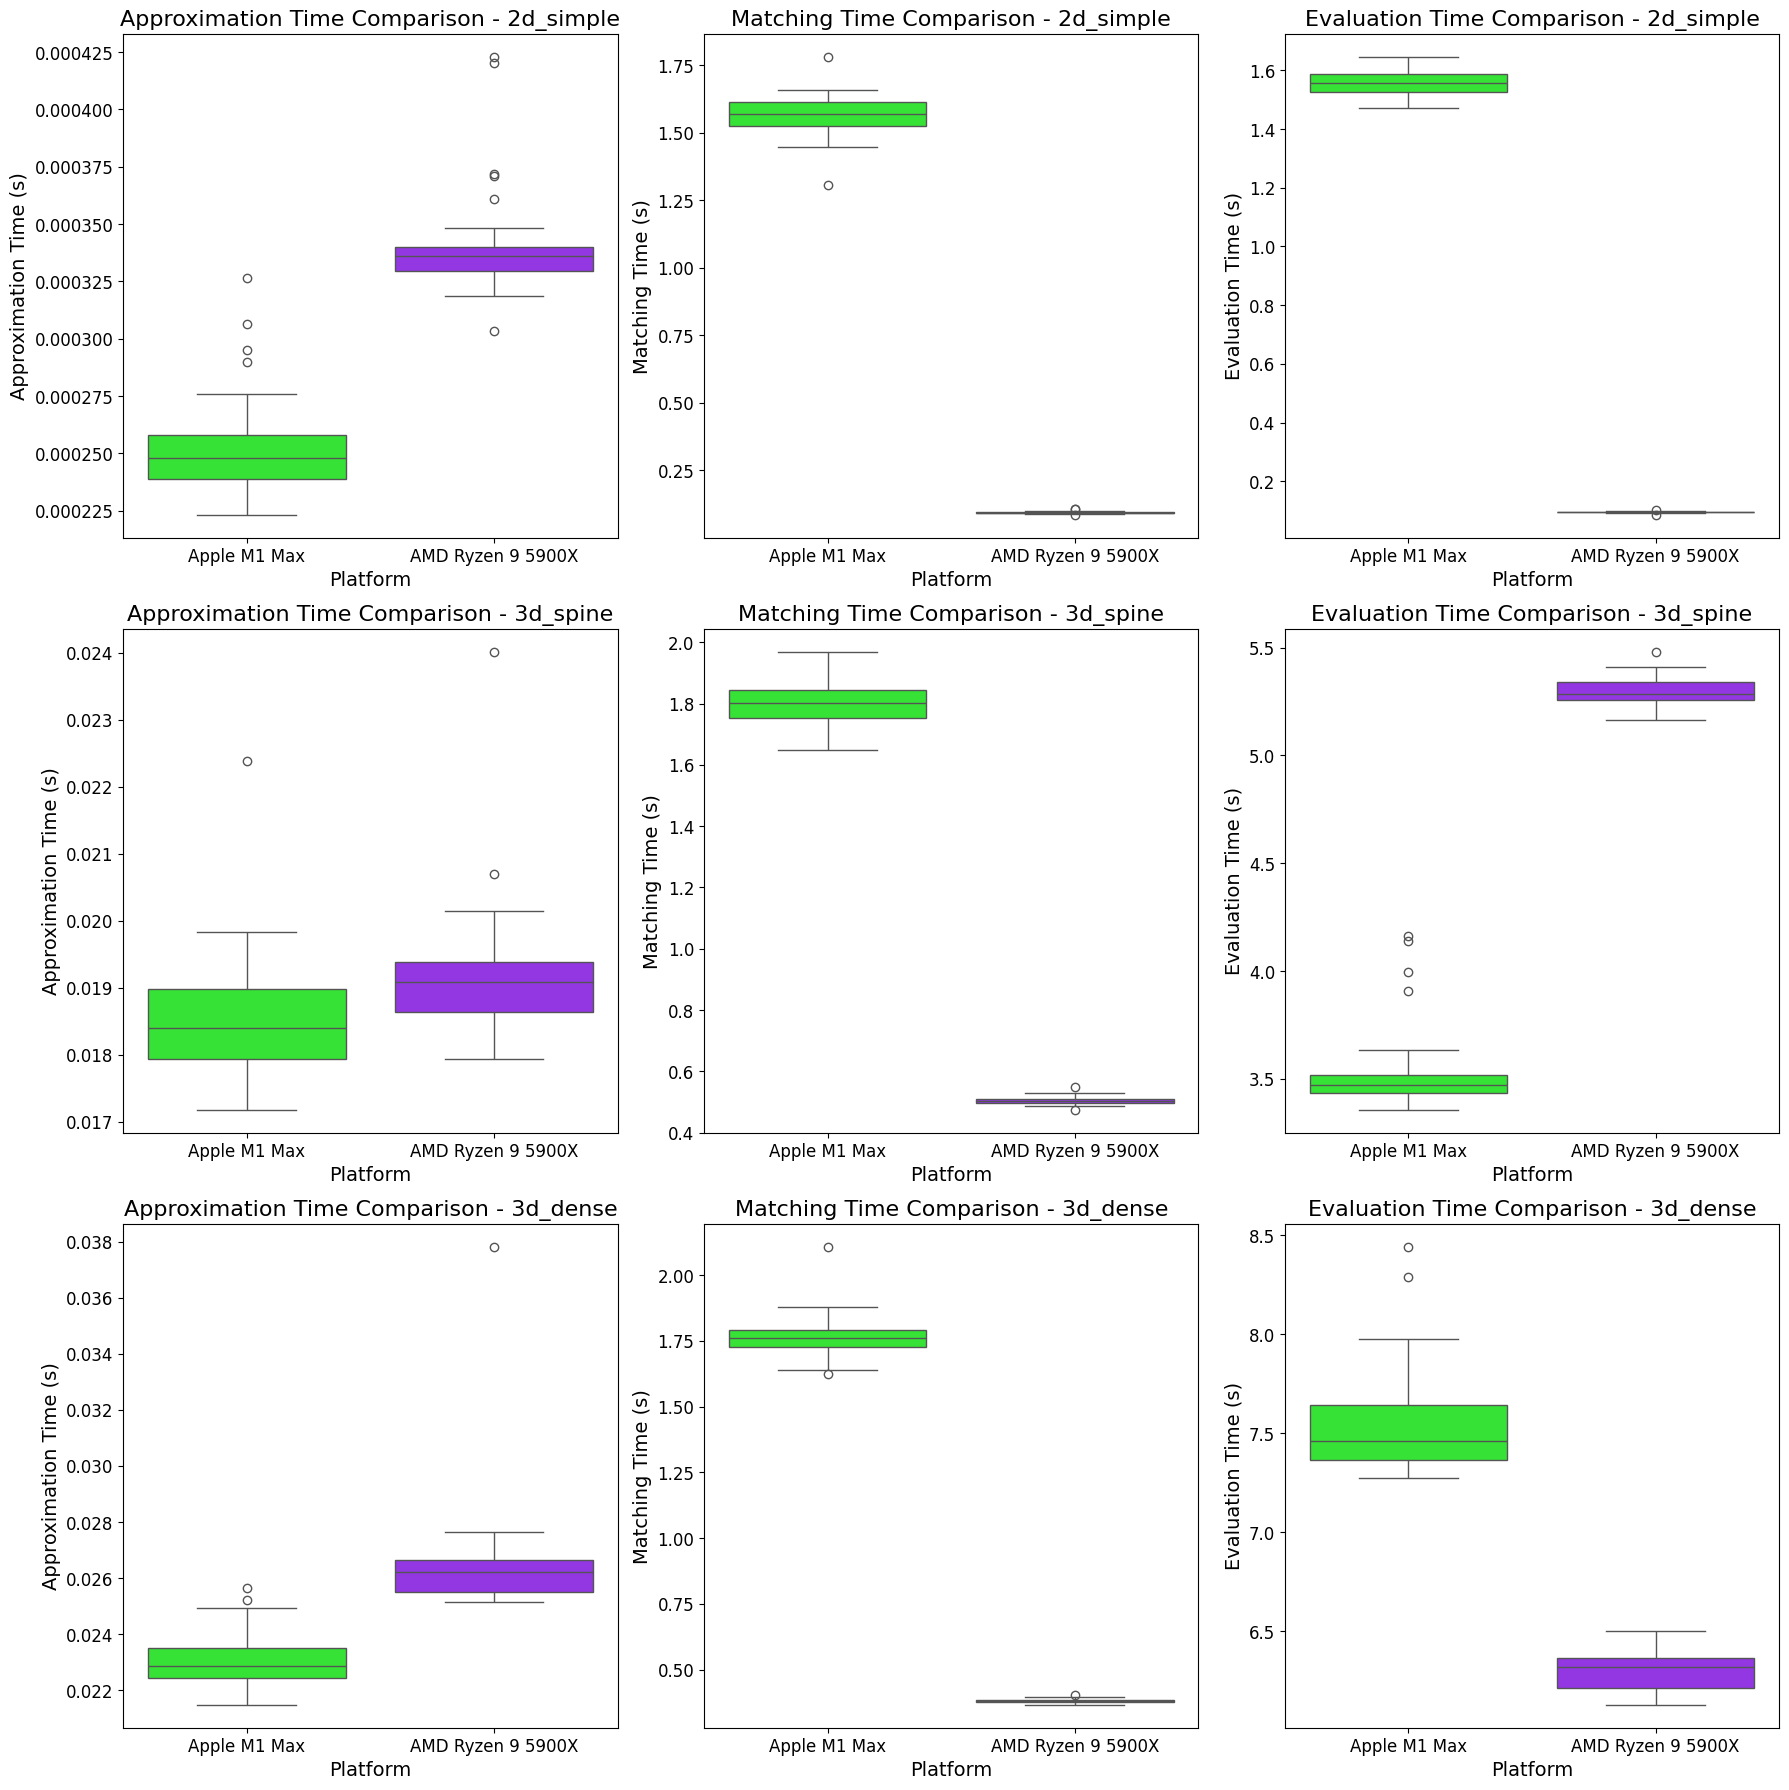 Approximation Time Comparison - 2d_simple
Approximation Time (s)
0.000425
0.000400
0.000375
0.000350
0.000325
0.000300
0.000275
0.000250
0.000225
Apple M1 Max
AMD Ryzen 9 5900X
Platform
Matching Time Comparison - 2d_simple
Matching Time (s)
1.75
1.50
1.25
1.00
0.75
0.50
0.25
Apple M1 Max
AMD Ryzen 9 5900X
Platform
Evaluation Time Comparison - 2d_simple
Evaluation Time (s)
1.6
1.4
1.2
1.0
0.8
0.6
0.4
0.2
Apple M1 Max
AMD Ryzen 9 5900X
Platform
Approximation Time Comparison - 3d_spine
Approximation Time (s)
0.024
0.023
0.022
0.021
0.020
0.019
0.018
0.017
Apple M1 Max
AMD Ryzen 9 5900X
Platform
Matching Time Comparison - 3d_spine
Matching Time (s)
2.0
1.8
1.6
1.4
1.2
1.0
0.8
0.6
0.4
Apple M1 Max
AMD Ryzen 9 5900X
Platform
Evaluation Time Comparison - 3d_spine
Evaluation Time (s)
5.5
5.0
4.5
4.0
3.5
Apple M1 Max
AMD Ryzen 9 5900X
Platform
Approximation Time Comparison - 3d_dense
Approximation Time (s)
0.038
0.036
0.034
0.032
0.030
0.028
0.026
0.024
0.022
Apple M1 Max
AMD Ryzen 9 5900X
Platform
Matching Time Comparison - 3d_dense
Matching Time (s)
2.00
1.75
1.50
1.25
1.00
0.75
0.50
Apple M1 Max
AMD Ryzen 9 5900X
Platform
Evaluation Time Comparison - 3d_dense
Evaluation Time (s)
8.5
8.0
7.5
7.0
6.5
Apple M1 Max
AMD Ryzen 9 5900X
Platform